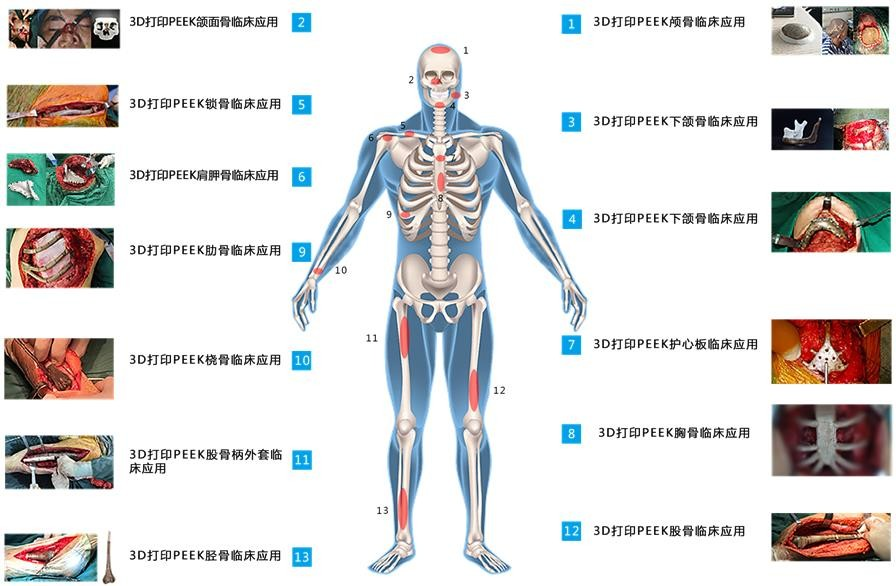 3D打印PEEK颌面骨临床应用 2
3D打印PEEK锁骨临床应用 5
3D打印PEEK肩胛骨临床应用 6
3D打印PEEK肋骨临床应用 9
3D打印PEEK桡骨临床应用 10
3D打印PEEK股骨柄外套临
床应用 11
3D打印PEEK胫骨临床应用 13
1
2
3
4
5
6
8
9
10
11
12
13
1 3D打印PEEK颅骨临床应用
3 3D打印PEEK下颌骨临床应用
4 3D打印PEEK下颌骨临床应用
7 3D打印PEEK护心板临床应用
8 3D打印PEEK胸骨临床应用
12 3D打印PEEK股骨临床应用